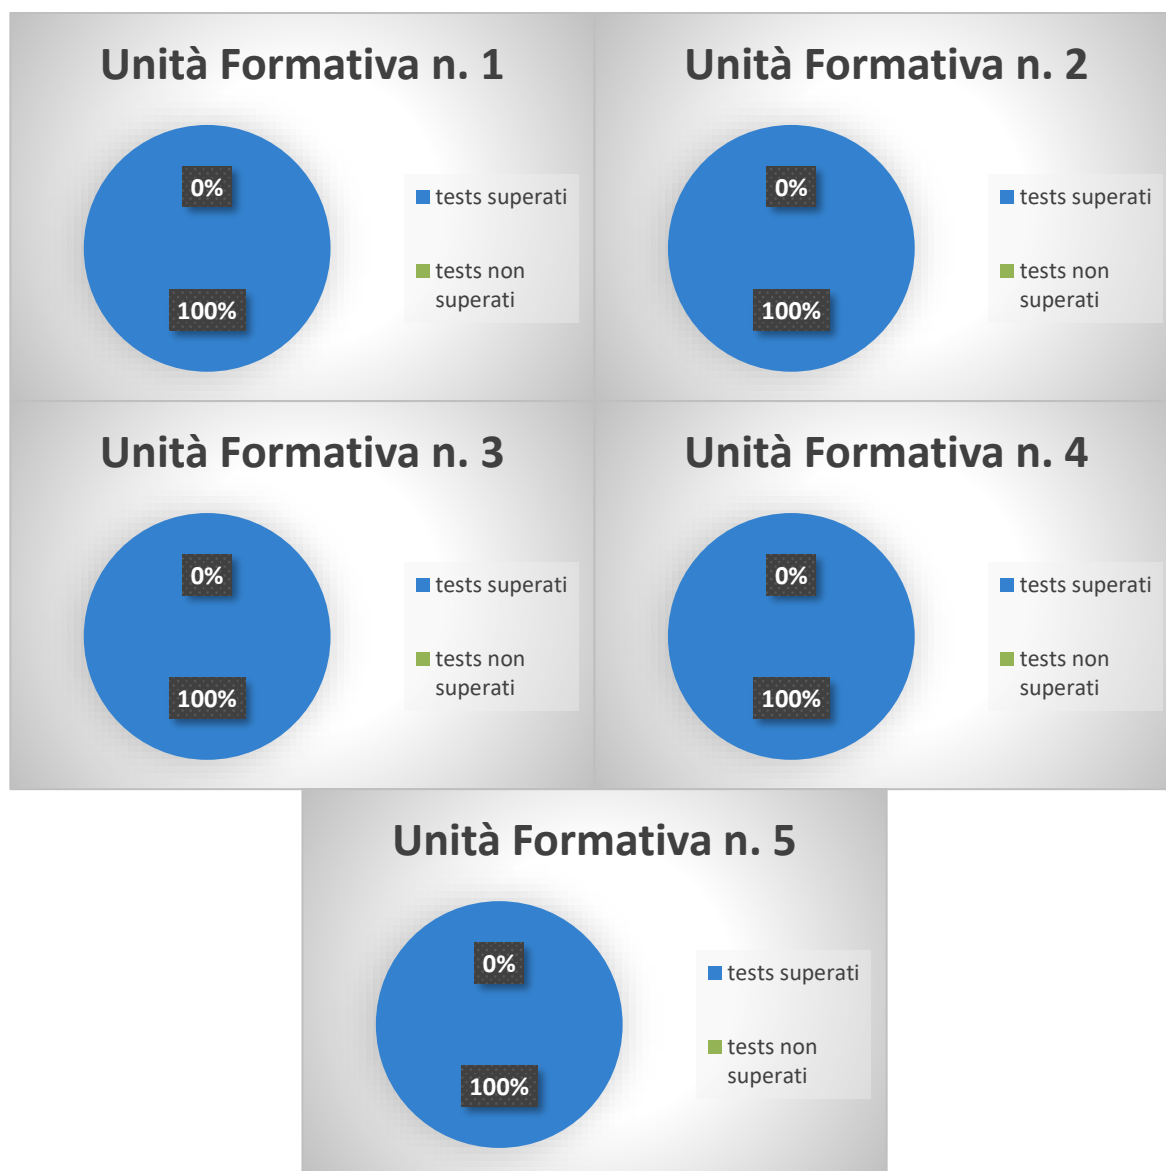 Unità Formativa n. 1
0%
100%
tests superati
tests non
superati
Unità Formativa n. 2
0%
100%
tests superati
tests non
superati
Unità Formativa n. 3
0%
100%
tests superati
tests non
superati
Unità Formativa n. 4
0%
100%
tests superati
tests non
superati
Unità Formativa n. 5
0%
100%
tests superati
tests non
superati